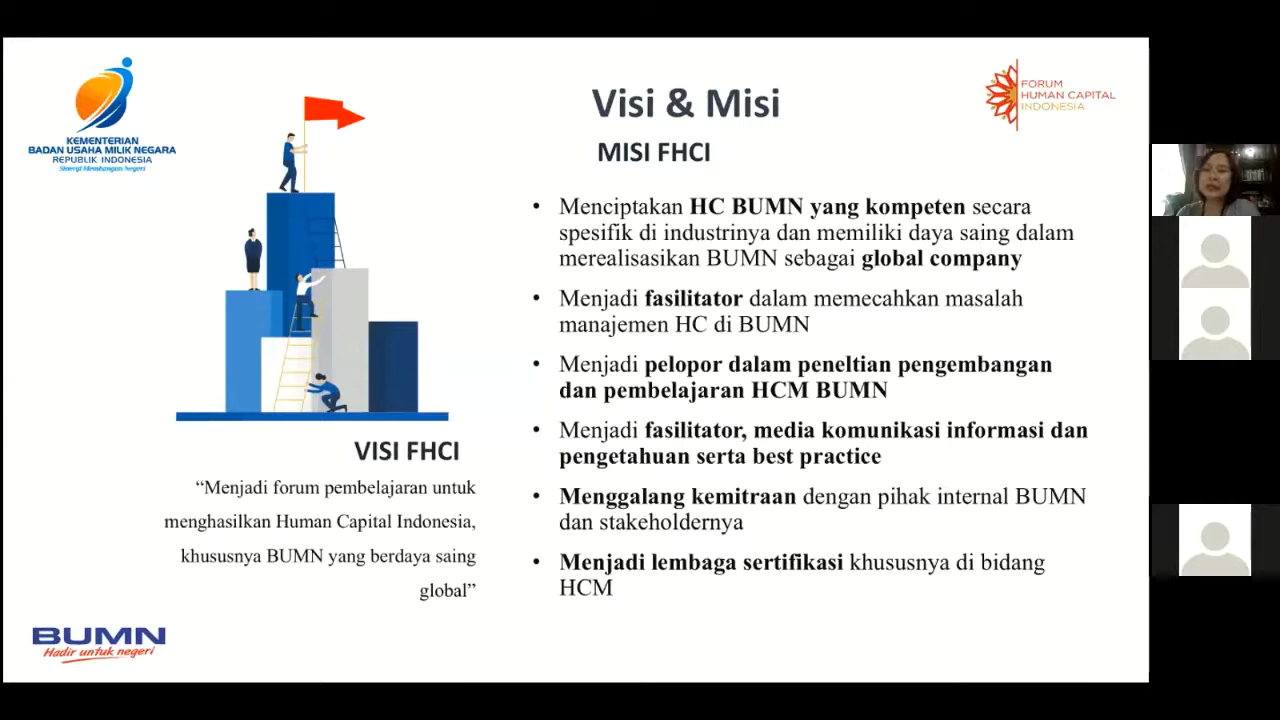 KEMENTERIAN
BADAN USAHA MILIK NEGARA
REPUBLIK INDONESIA
Sinergi Membangun Negeri
Visi & Misi
FORUM
HUMAN CAPITAL
INDONESIA
MISI FHCI
• Menciptakan HC BUMN yang kompeten secara
spesifik di industrinya dan memiliki daya saing dalam
merealisasikan BUMN sebagai global company
• Menjadi fasilitator dalam memecahkan masalah
manajemen HC di BUMN
• Menjadi pelopor dalam peneltian pengembangan
dan pembelajaran HCM BUMN
• Menjadi fasilitator, media komunikasi informasi dan
pengetahuan serta best practice
• Menggalang kemitraan dengan pihak internal BUMN
dan stakeholdernya
• Menjadi lembaga sertifikasi khususnya di bidang
HCM
VISI FHCI
“Menjadi forum pembelajaran untuk
menghasilkan Human Capital Indonesia,
khususnya BUMN yang berdaya saing
global”
BUMN
Hadir untuk negeri